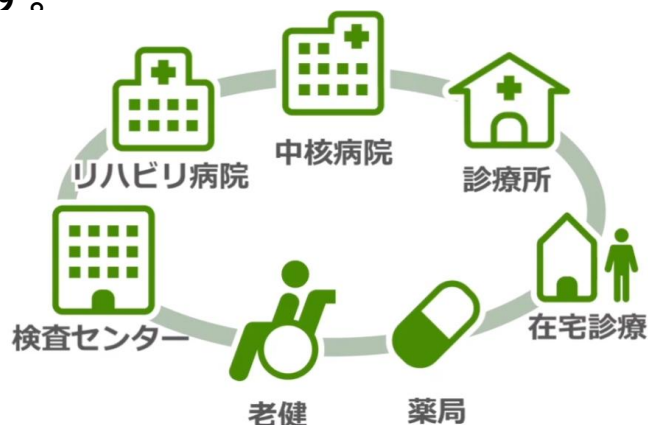 す。
中核病院
リハビリ病院
診療所
検査センター
在宅診療
老健
薬局